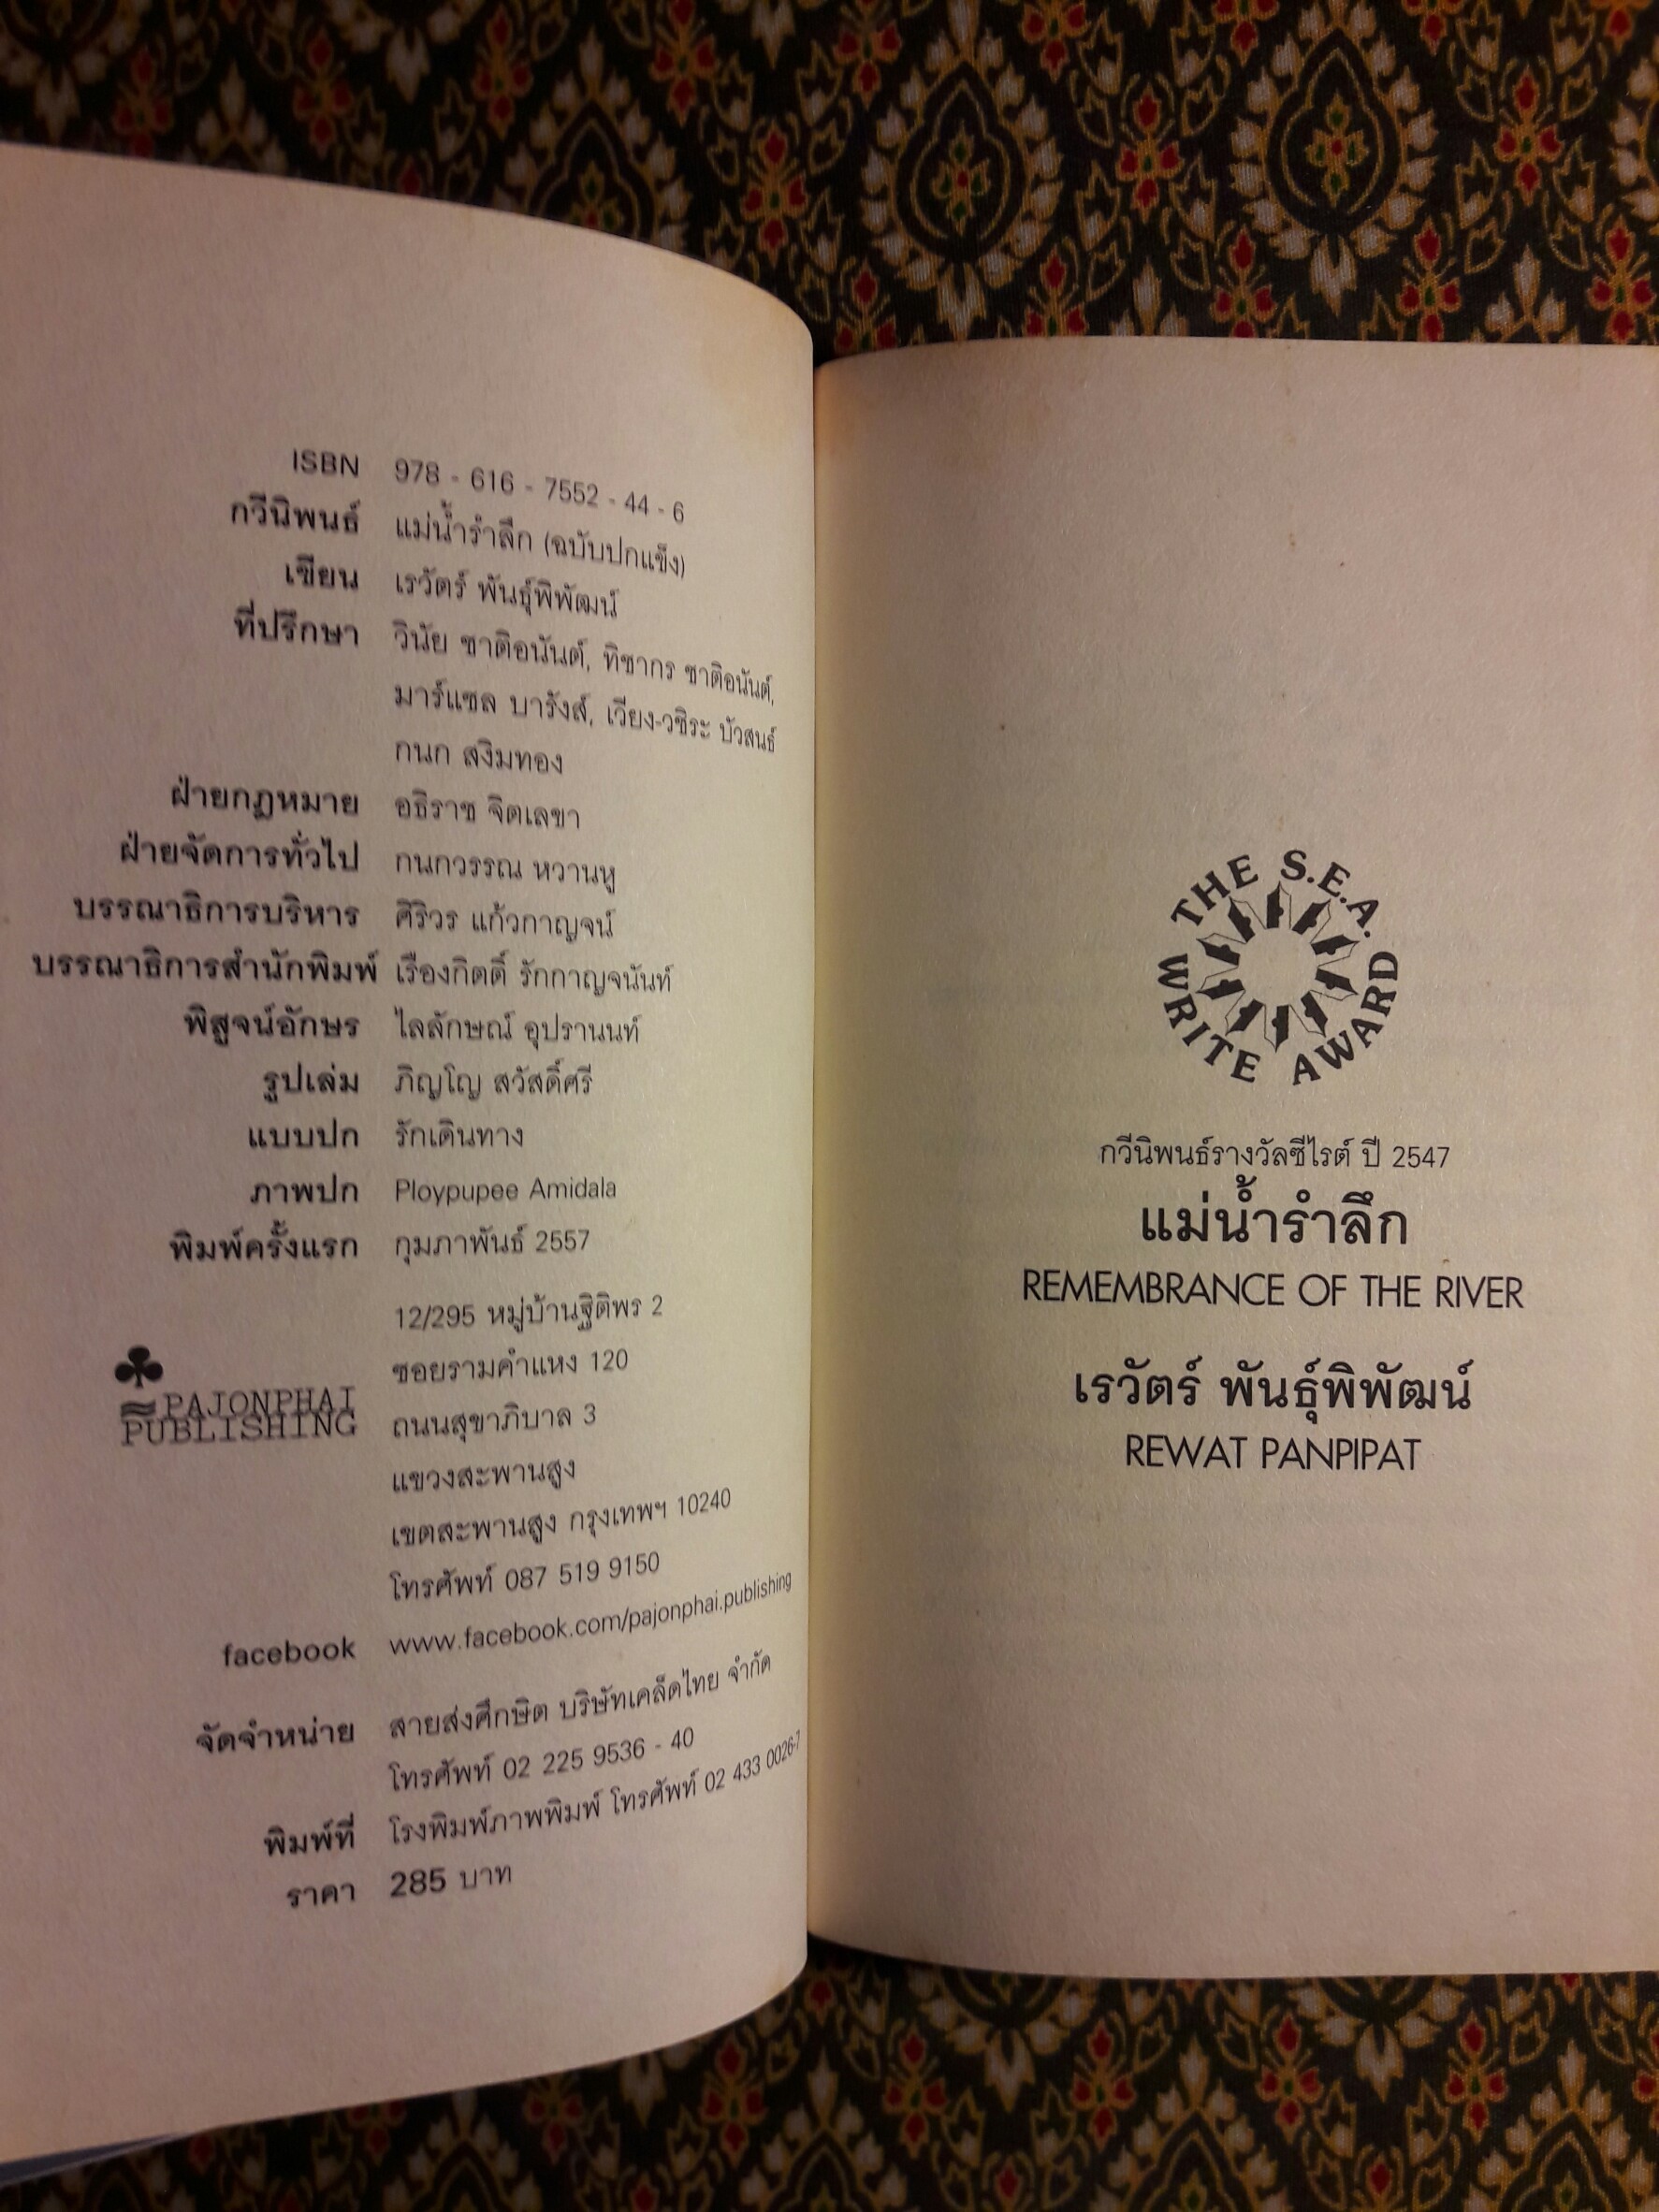 ISBN 978 - 616 - 7552 - 44 - 6
กวีนิพนธ์ แม่น้ำรำลึก (ฉบับปกแข็ง)
เขียน เรวัตร์ พันธุ์พิพัฒน์
ที่ปรึกษา วินัย ชาติอนันต์, ทิชากร ชาติอนันต์,
มาร์แซล บารังส์, เวียง-วชิระ บัวสนธ์
กนก สงิมทอง
ฝ่ายกฎหมาย อธิราช จิตเลขา
ฝ่ายจัดการทั่วไป กนกวรรณ หวานหู
บรรณาธิการบริหาร ศิริวร แก้วกาญจน์
บรรณาธิการสำนักพิมพ์ เรืองกิตติ์ รักกาญจนันท์
พิสูจน์อักษร ไลลักษณ์ อุปรานนท์
รูปเล่ม ภิญโญ สวัสดิ์ศรี
แบบปก รักเดินทาง
ภาพปก Ploypupee Amidala
พิมพ์ครั้งแรก กุมภาพันธ์ 2557
PAJONPHAI
PUBLISHING
12/295 หมู่บ้านฐิติพร 2
ซอยรามคำแหง 120
ถนนสุขาภิบาล 3
แขวงสะพานสูง
เขตสะพานสูง กรุงเทพฯ 10240
โทรศัพท์ 087 519 9150
facebook www.facebook.com/pajonphai.publishing
จัดจำหน่าย สายส่งศึกษิต บริษัทเคล็ดไทย จำกัด
โทรศัพท์ 02 225 9536 - 40
พิมพ์ที่ โรงพิมพ์ภาพพิมพ์ โทรศัพท์ 02 433 0026-7
ราคา 285 บาท
THE S.E.A.
WRITE AWARD
กวีนิพนธ์รางวัลซีไรต์ ปี 2547
แม่น้ำรำลึก
REMEMBRANCE OF THE RIVER
เรวัตร์ พันธุ์พิพัฒน์
REWAT PANPIPAT